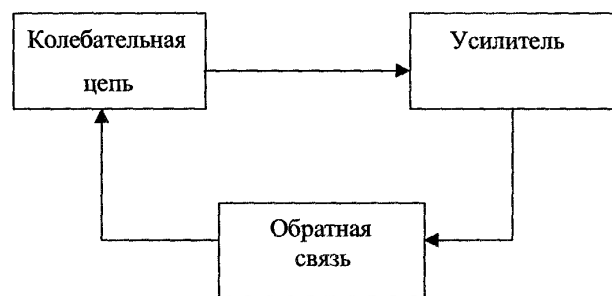 Колебательная
цепь
Усилитель
Обратная
связь